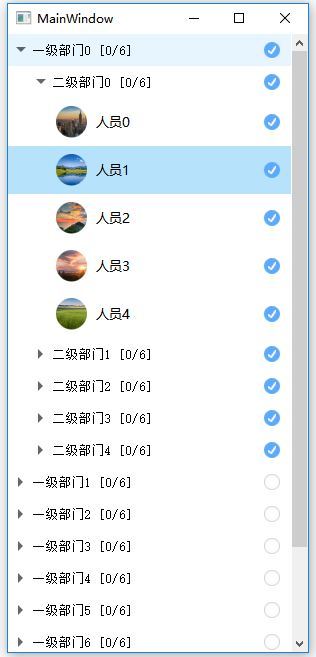 MainWindow
一级部门0 [0/6]
二级部门0 [0/6]
人员0
人员1
人员2
人员3
人员4
二级部门1 [0/6]
二级部门2 [0/6]
二级部门3 [0/6]
二级部门4 [0/6]
一级部门1 [0/6]
一级部门2 [0/6]
一级部门3 [0/6]
一级部门4 [0/6]
一级部门5 [0/6]
一级部门6 [0/6]